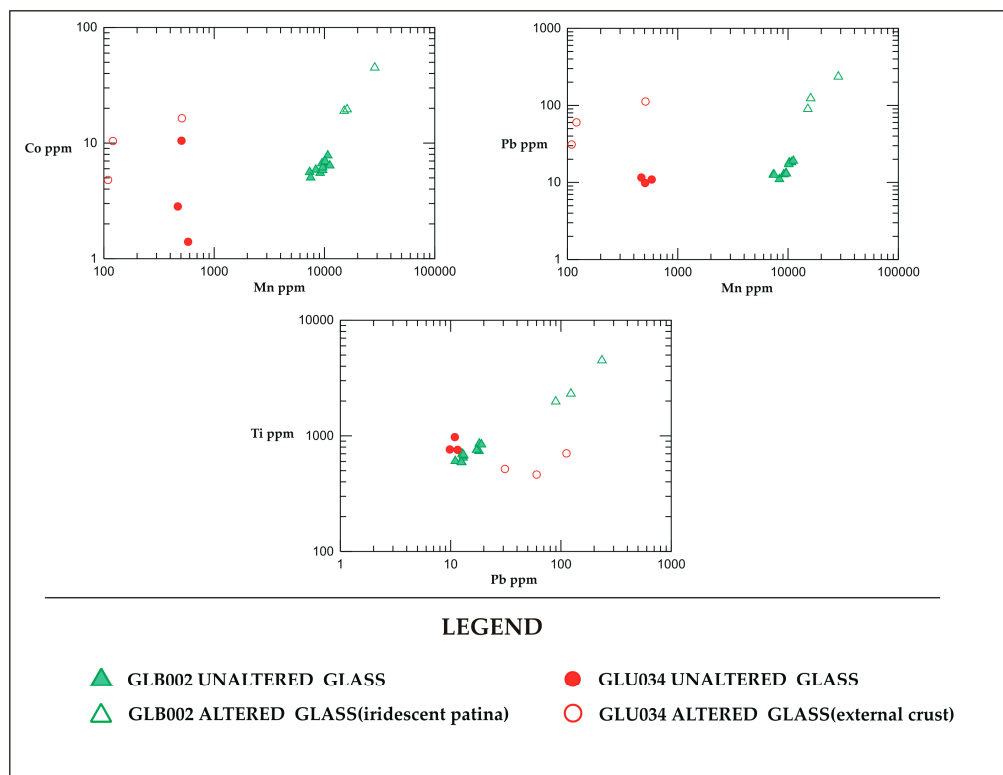 100
10
1
Co ppm
100
1000
10000
100000
Mn ppm
1000
100
10
1
Pb ppm
100
1000
10000
100000
Mn ppm
10000
1000
100
Ti ppm
1
10
100
1000
Pb ppm
LEGEND
GLB002 UNALTERED GLASS
GLU034 UNALTERED GLASS
GLB002 ALTERED GLASS(iridescent patina)
GLU034 ALTERED GLASS(external crust)